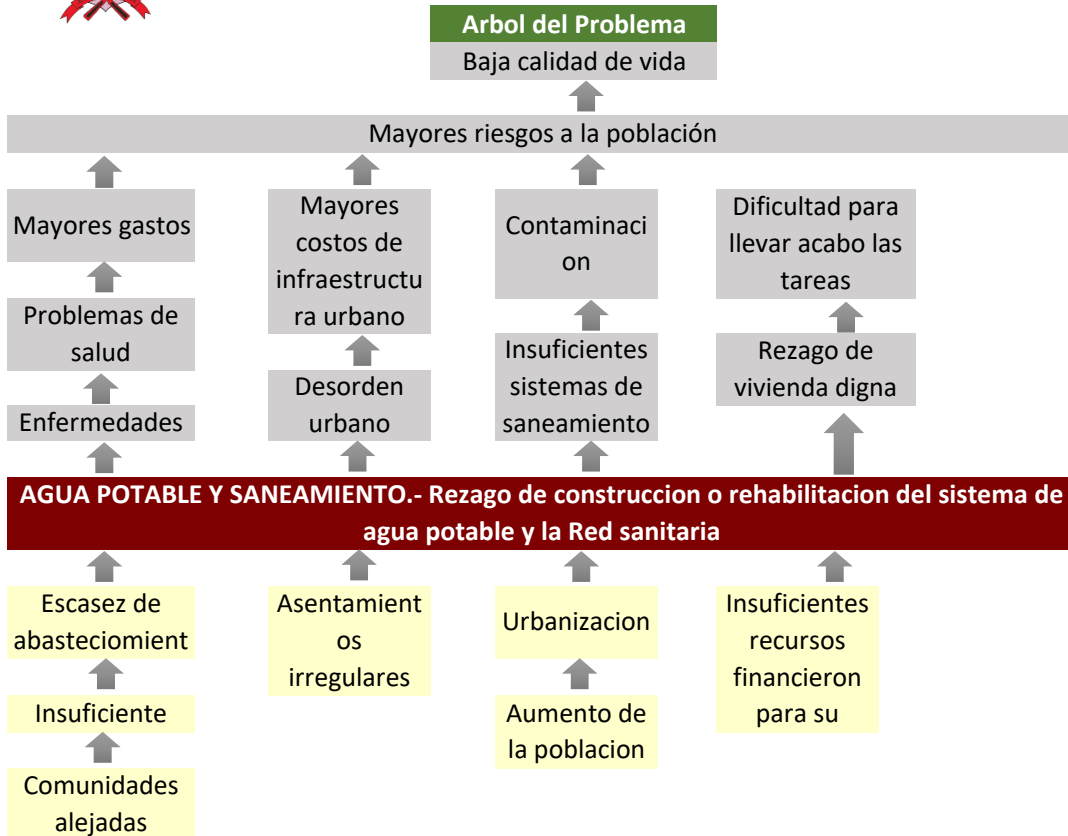 Arbol del Problema
Baja calidad de vida
Mayores riesgos a la población
Mayores gastos
Mayores
costos de
infraestructu
ra urbano
Contaminaci
on
Dificultad para
llevar acabo las
tareas
Problemas de
salud
Enfermedades
Desorden
urbano
Insuficientes
sistemas de
saneamiento
Rezago de
vivienda digna
AGUA POTABLE Y SANEAMIENTO.- Rezago de construccion o rehabilitacion del sistema de
agua potable y la Red sanitaria
Escasez de
abasteciomient
Asentamient
os
irregulares
Urbanizacion
Insuficientes
recursos
financieron
para su
Insuficiente
Aumento de
la poblacion
Comunidades
alejadas